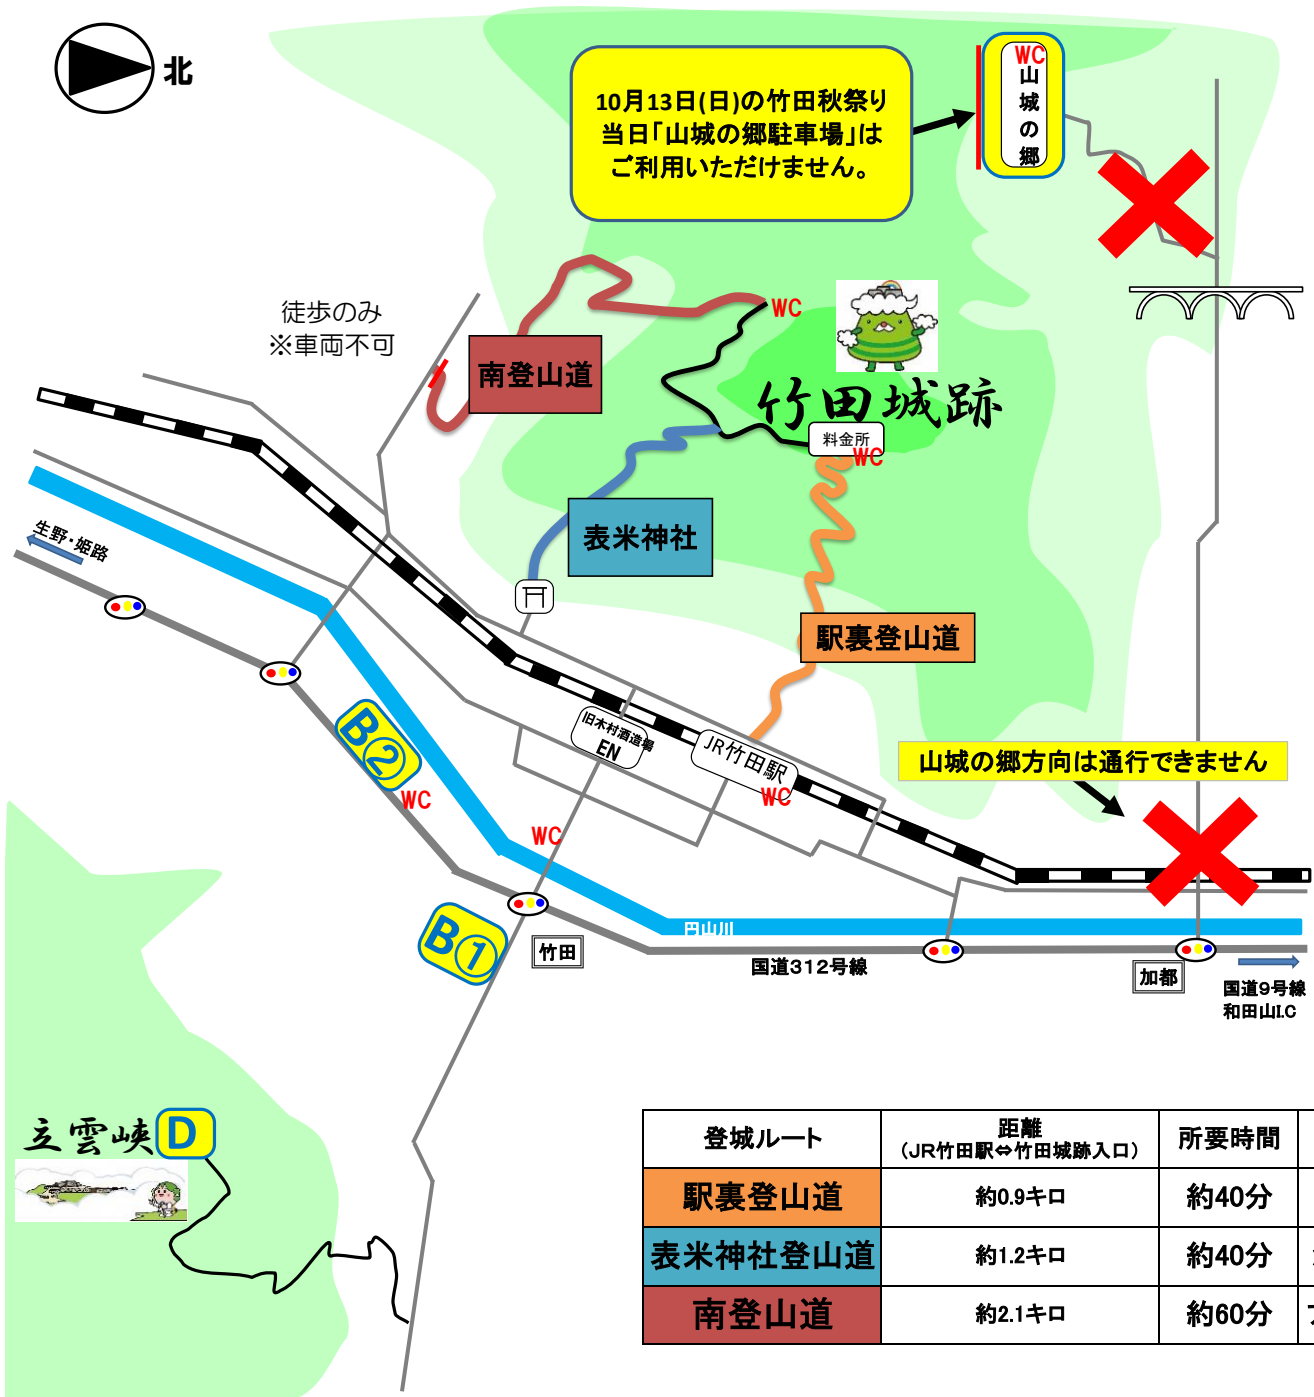 北
10月13日(日)の竹田秋祭り
当日「山城の郷駐車場」は
ご利用いただけません。
WC
山城の郷
徒歩のみ
※車両不可
南登山道
WC
竹田城跡
料金所
WC
表米神社
駅裏登山道
生野・姫路
B②
WC
旧木村酒造場
EN
JR竹田駅
WC
山城の郷方向は通行できません
WC
B①
竹田
円山川
国道312号線
加都
国道9号線
和田山I.C
立雲峡
D
登城ルート 距離 所要時間
(JR竹田駅⇔竹田城跡入口)
駅裏登山道 約0.9キロ 約40分
表米神社登山道 約1.2キロ 約40分
南登山道 約2.1キロ 約60分